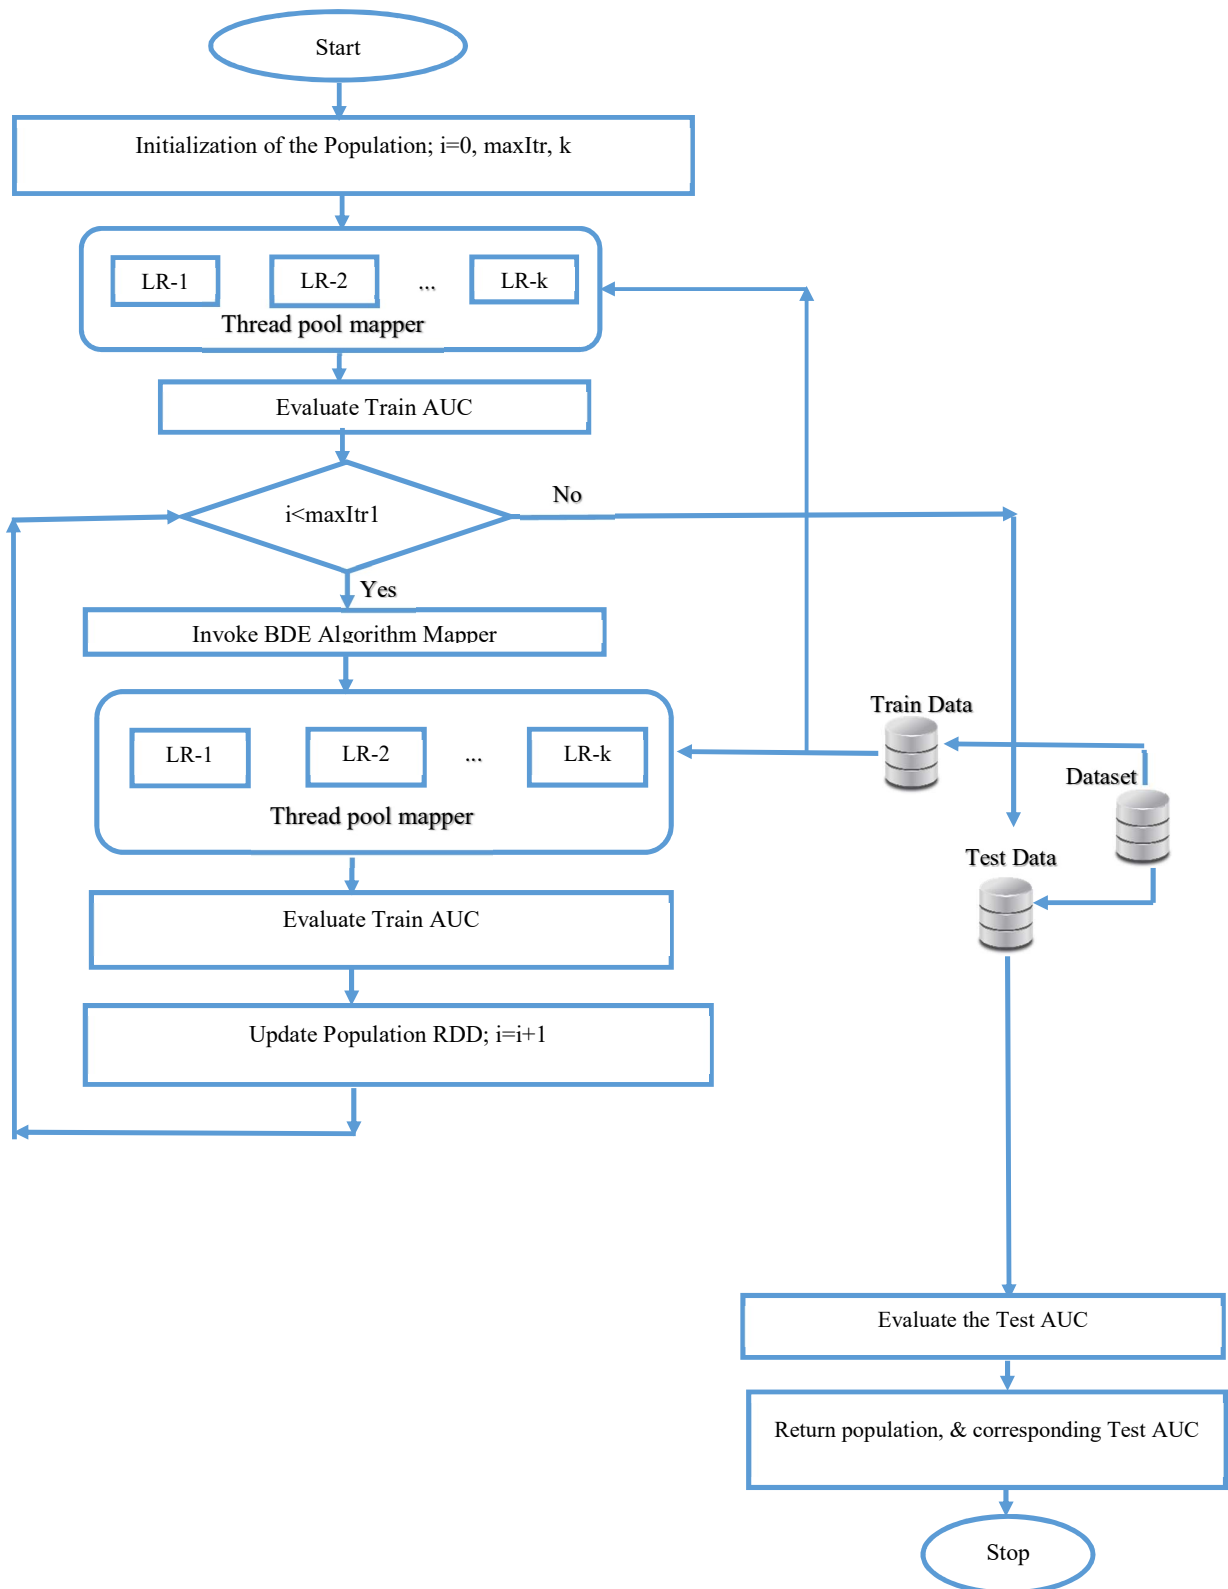 Start
Initialization of the Population; i=0, maxItr, k
LR-1
LR-2
...
LR-k
Thread pool mapper
Evaluate Train AUC
i<maxItr1
No
Yes
Invoke BDE Algorithm Mapper
LR-1
LR-2
...
LR-k
Thread pool mapper
Evaluate Train AUC
Update Population RDD; i=i+1
Train Data
Dataset
Test Data
Evaluate the Test AUC
Return population, & corresponding Test AUC
Stop